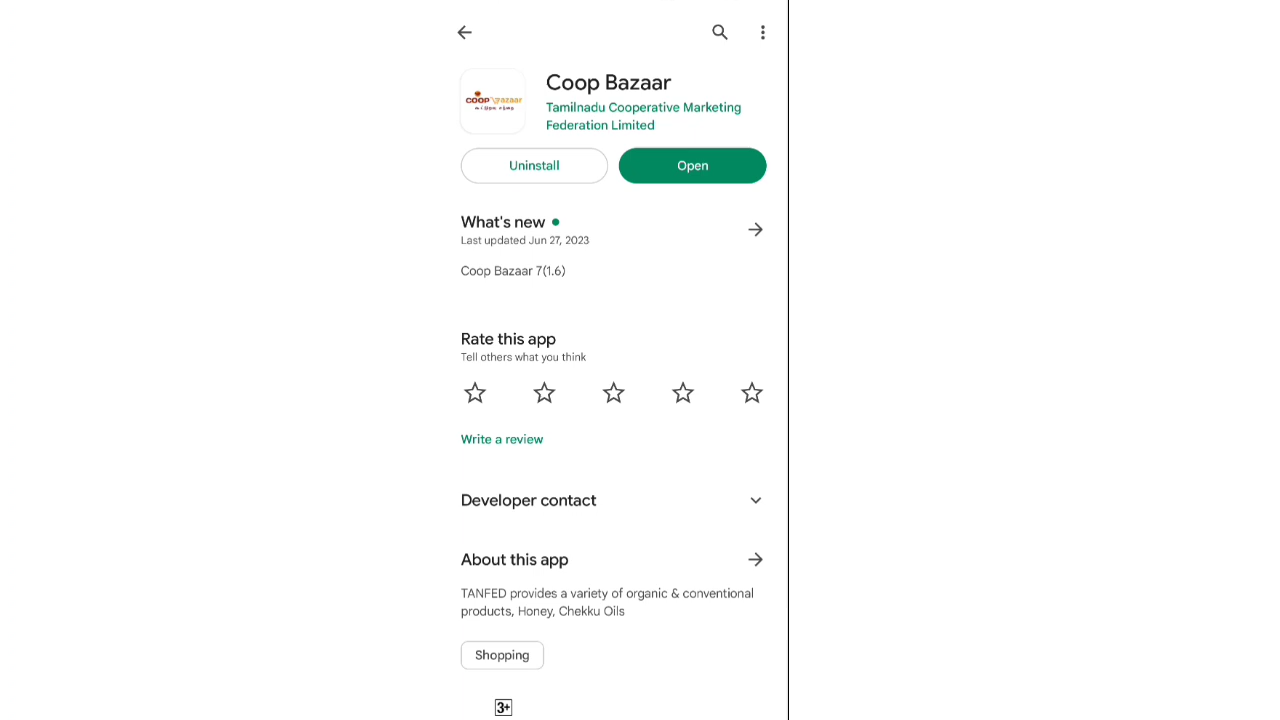 Coop Bazaar
COOP
Tamilnadu Cooperative Marketing
Federation Limited
Uninstall
Open
What's new
Last updated Jun 27, 2023
Coop Bazaar 7(1.6)
Rate this app
Tell others what you think
Write a review
Developer contact
About this app
TANFED provides a variety of organic & conventional
products, Honey, Chekku Oils
Shopping
3+